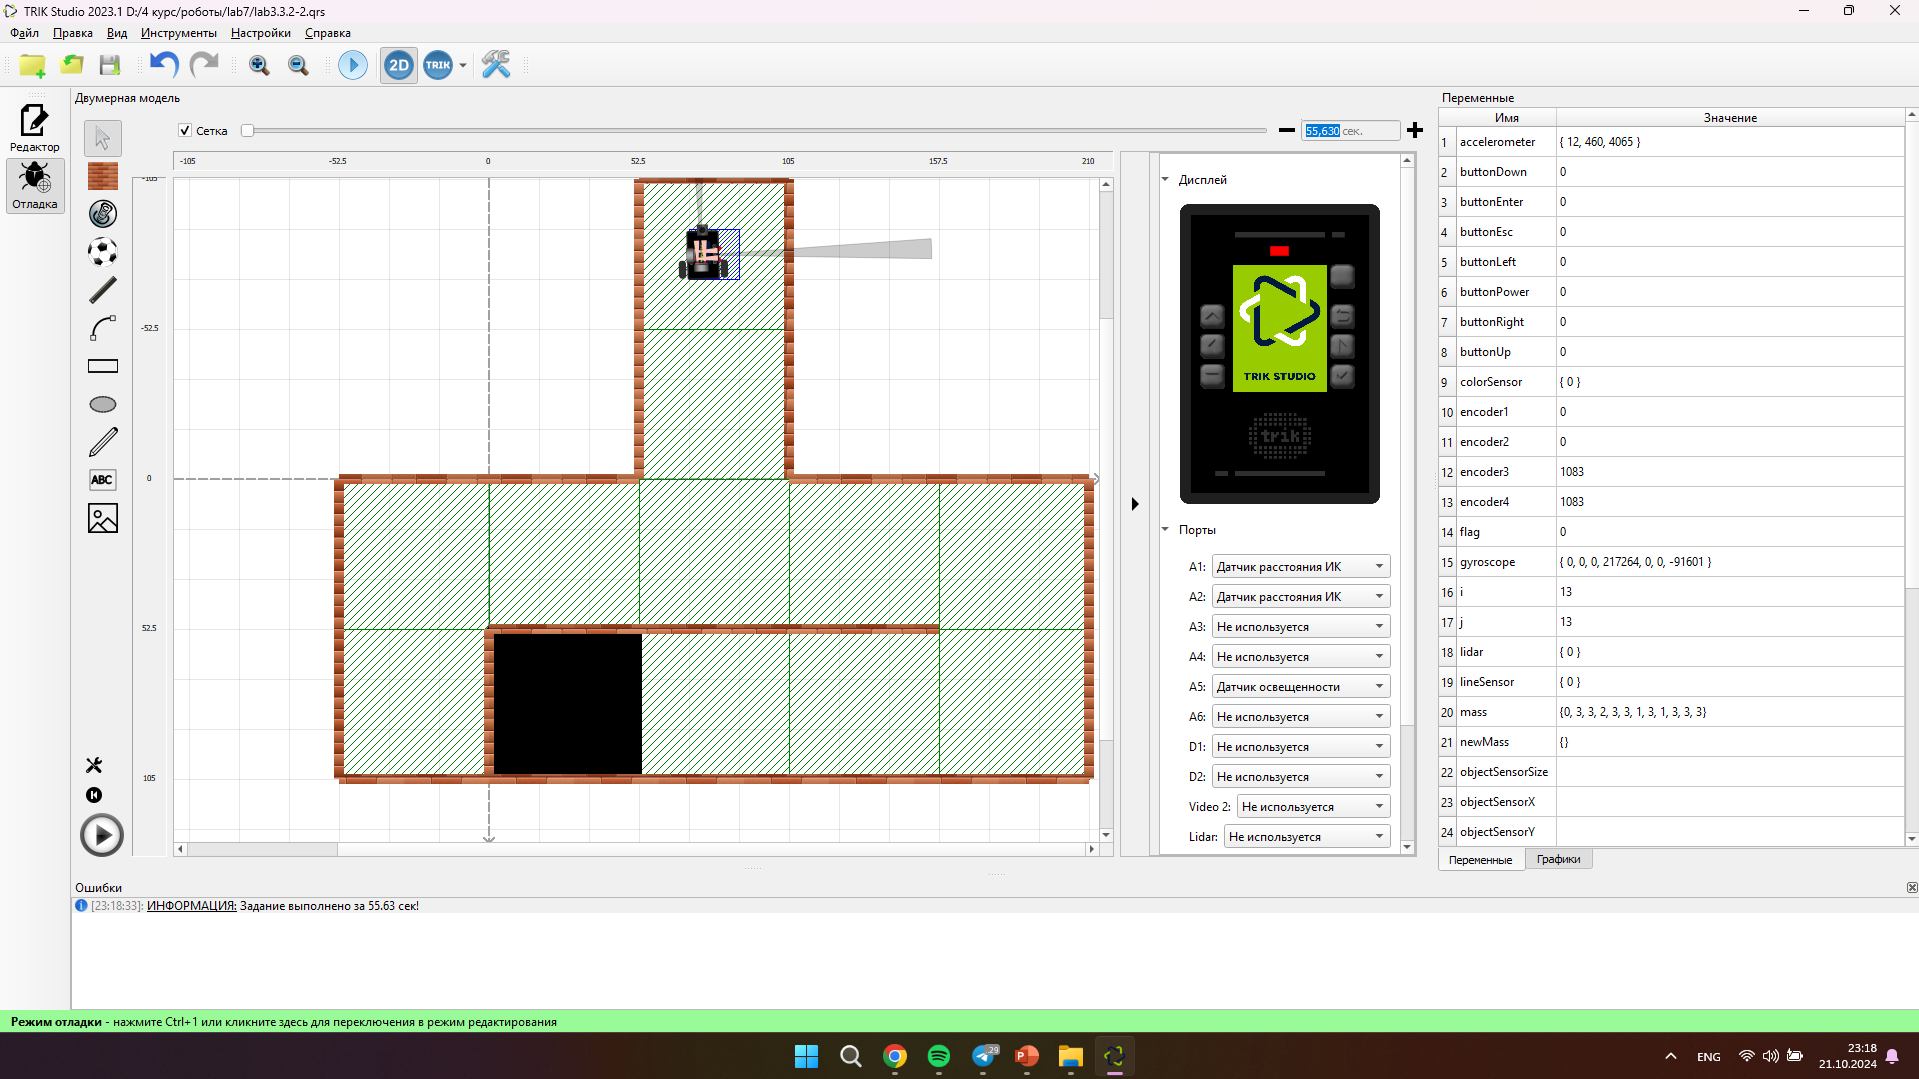 TRIK Studio 2023.1 D:/4 курс/роботы/lab7/lab3.3.2-2.qrs
Файл Правка Вид Инструменты Настройки Справка
2D TRIK
Редактор
Отладка
Двумерная модель
Сетка
55,630 сек.
-105 -52.5 0 52.5 105 157.5 210
-105
-52.5
0
52.5
105
ABC
Дисплей
TRIK STUDIO
trik
Порты
A1: Датчик расстояния ИК
A2: Датчик расстояния ИК
A3: Не используется
A4: Не используется
A5: Датчик освещенности
A6: Не используется
D1: Не используется
D2: Не используется
Video 2: Не используется
Lidar: Не используется
Переменные
Имя Значение
1 accelerometer { 12, 460, 4065 }
2 buttonDown 0
3 buttonEnter 0
4 buttonEsc 0
5 buttonLeft 0
6 buttonPower 0
7 buttonRight 0
8 buttonUp 0
9 colorSensor { 0 }
10 encoder1 0
11 encoder2 0
12 encoder3 1083
13 encoder4 1083
14 flag 0
15 gyroscope { 0, 0, 0, 217264, 0, 0, -91601 }
16 i 13
17 j 13
18 lidar { 0 }
19 lineSensor { 0 }
20 mass {0, 3, 3, 2, 3, 3, 1, 3, 1, 3, 3, 3}
21 newMass {}
22 objectSensorSize
23 objectSensorX
24 objectSensorY
Переменные Графики
Ошибки
[23:18:33]: ИНФОРМАЦИЯ: Задание выполнено за 55.63 сек!
Режим отладки - нажмите Ctrl+1 или кликните здесь для переключения в режим редактирования
29
P
ENG
23:18
21.10.2024